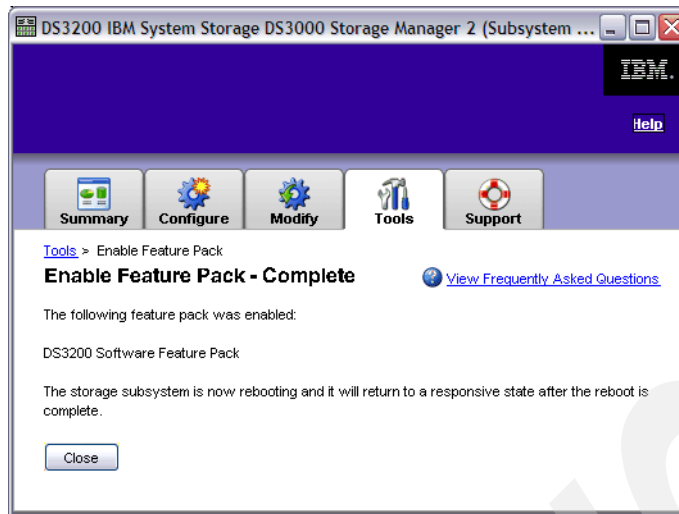 DS3200 IBM System Storage DS3000 Storage Manager 2 (Subsystem ...
IBM.
Help
Summary
Configure
Modify
Tools
Support
Tools > Enable Feature Pack
Enable Feature Pack - Complete
View Frequently Asked Questions
The following feature pack was enabled:
DS3200 Software Feature Pack
The storage subsystem is now rebooting and it will return to a responsive state after the reboot is
complete.
Close